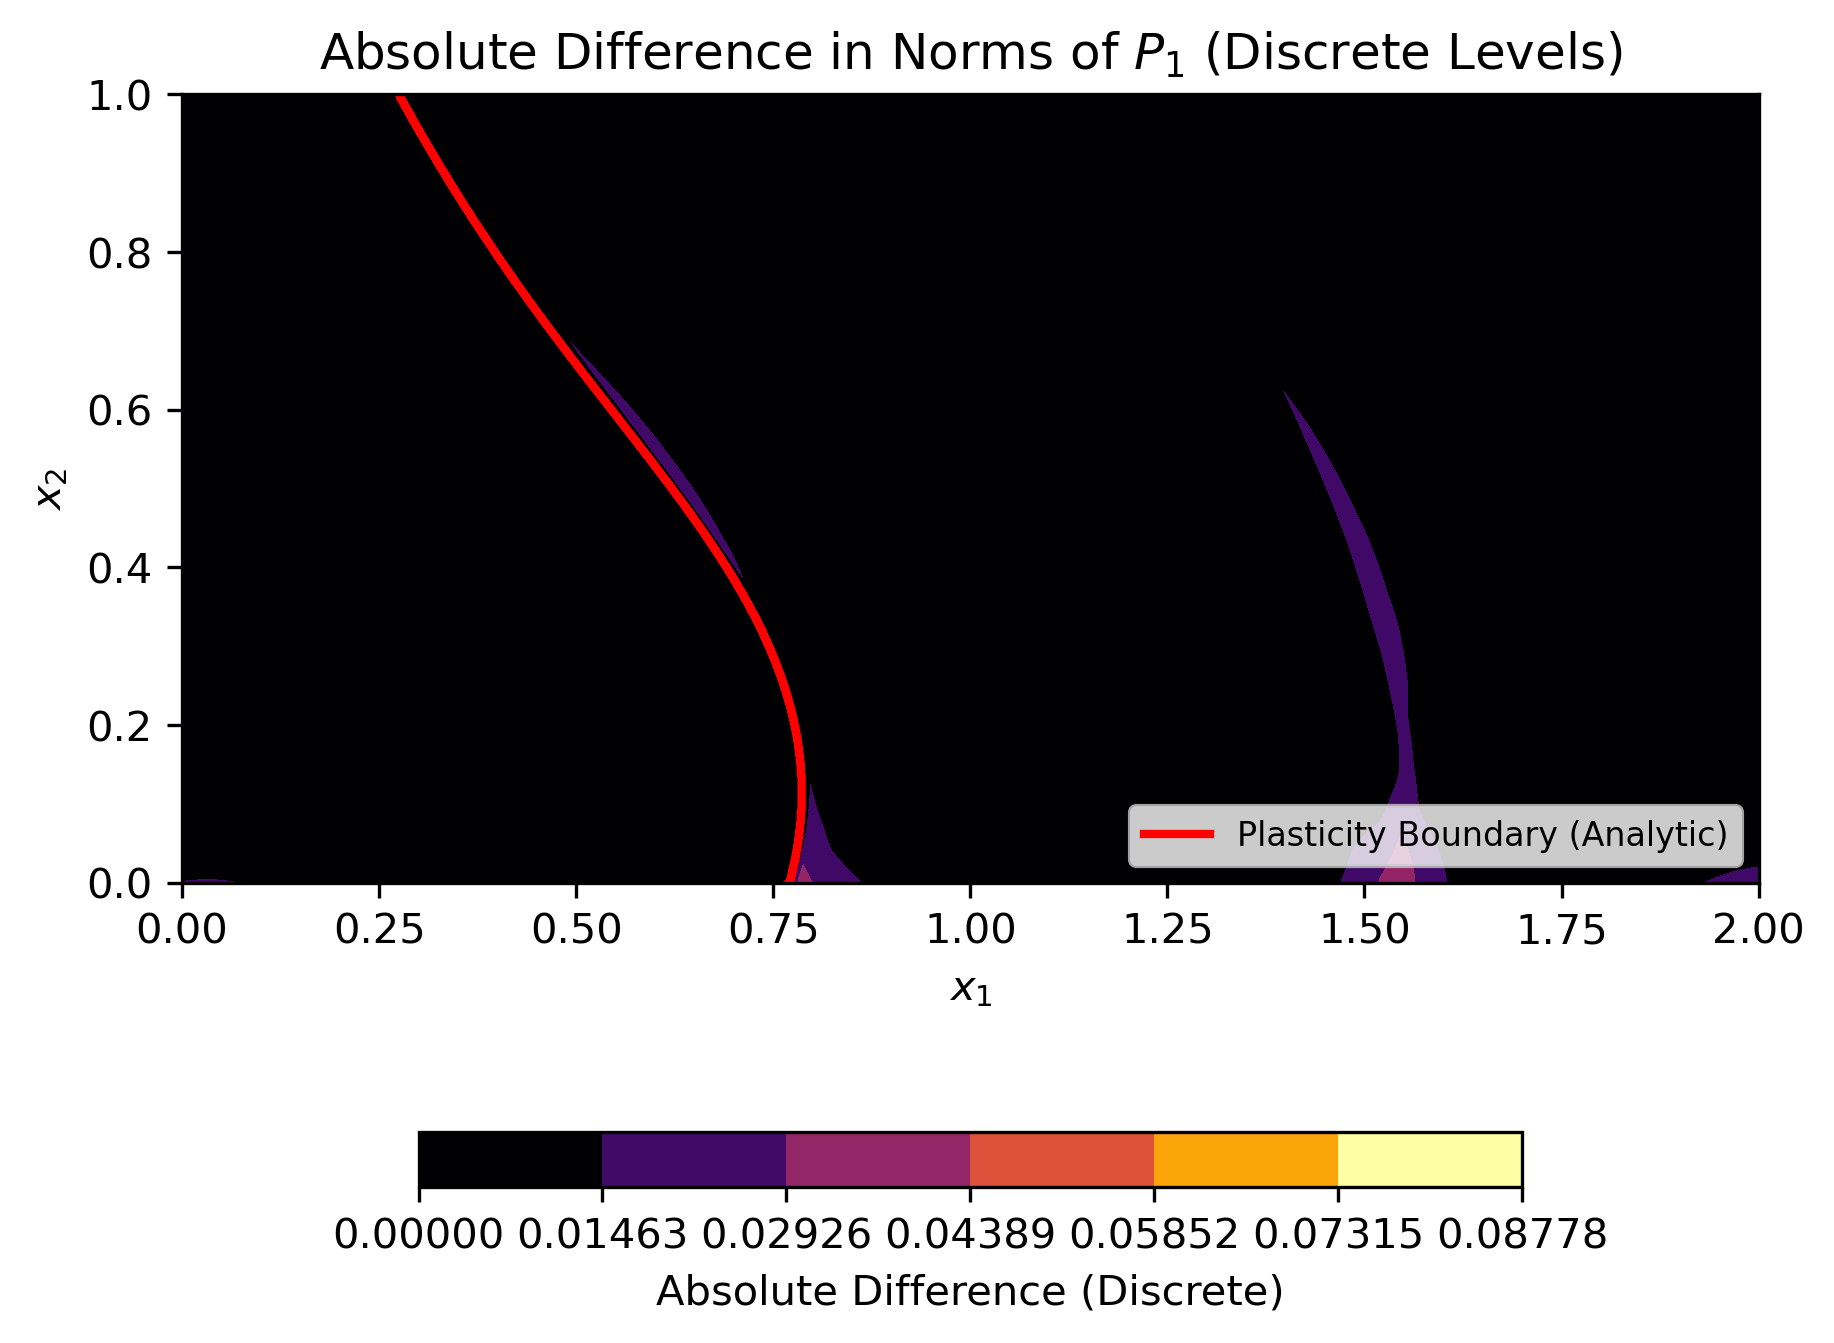 Absolute Difference in Norms of P₁ (Discrete Levels)
1.0
0.8
0.6
0.4
0.2
0.0
x₂
Plasticity Boundary (Analytic)
0.00 0.25 0.50 0.75 1.00 1.25 1.50 1.75 2.00
x₁
0.00000 0.01463 0.02926 0.04389 0.05852 0.07315 0.08778
Absolute Difference (Discrete)